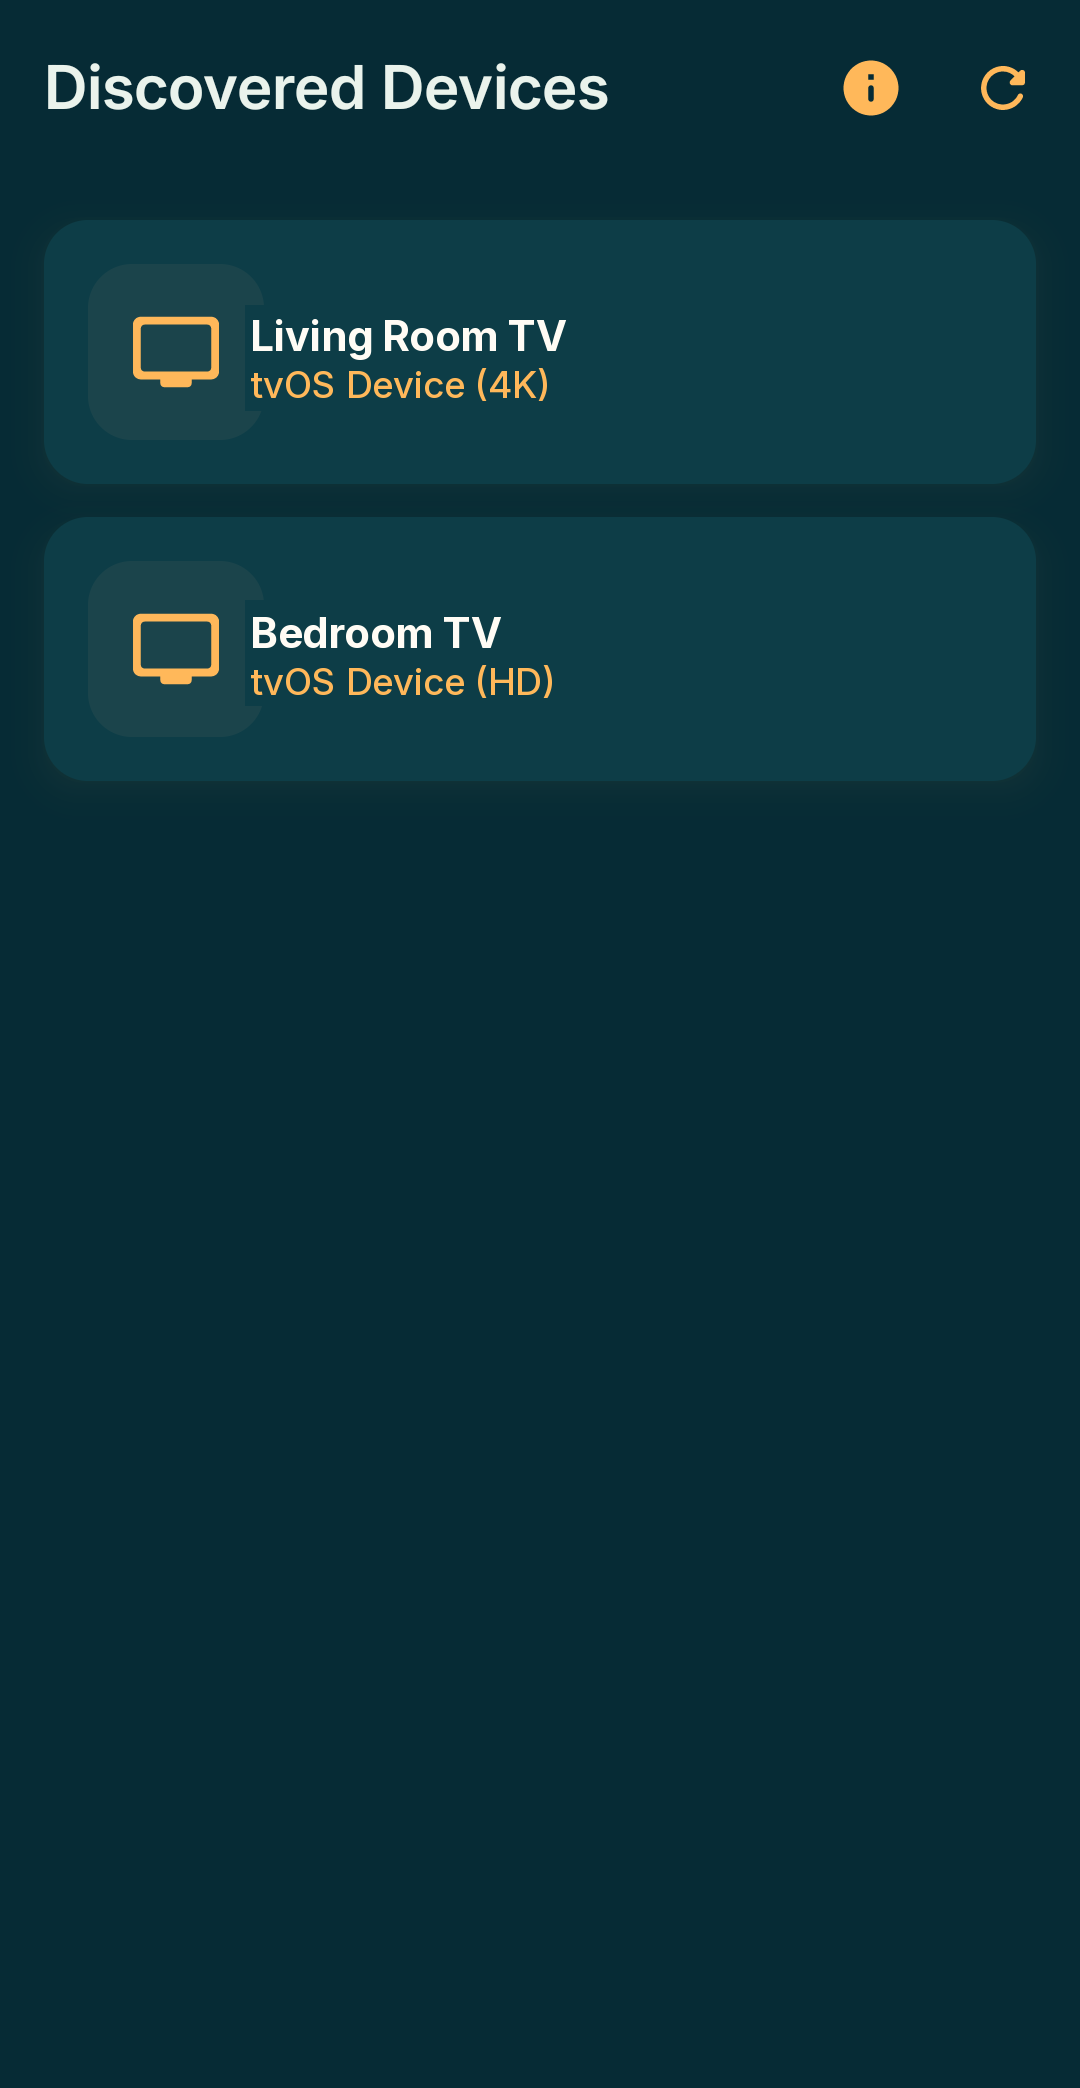 Discovered Devices
Living Room TV
tvOS Device (4K)
Bedroom TV
tvOS Device (HD)